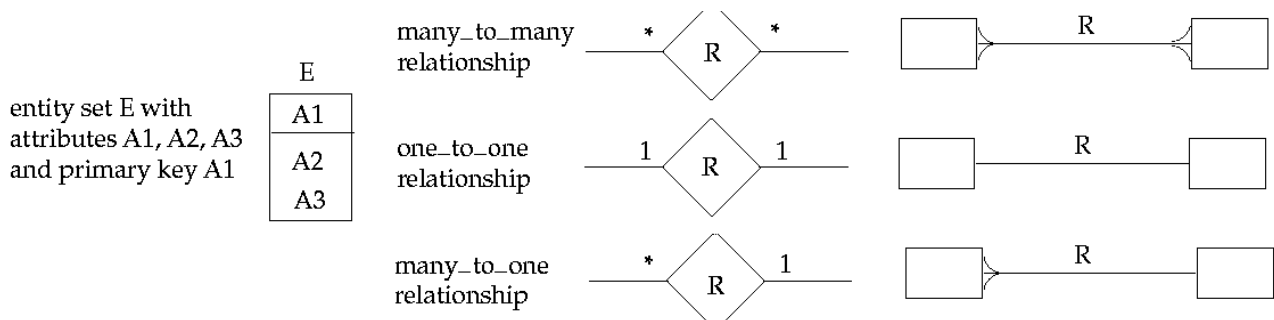 entity set E with
attributes A1, A2, A3
and primary key A1
E
A1
A2
A3
many_to_many
relationship
* R *
R
one_to_one
relationship
1 R 1
R
many_to_one
relationship
* R 1
R